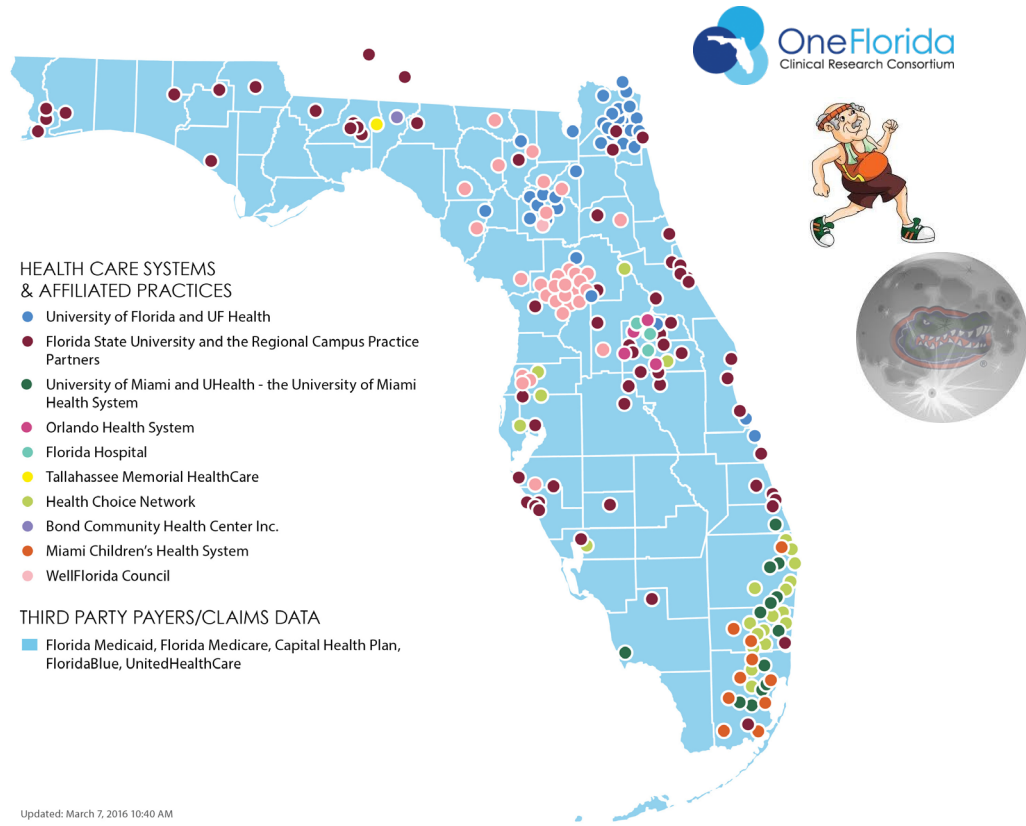 OneFlorida
Clinical Research Consortium
HEALTH CARE SYSTEMS
& AFFILIATED PRACTICES
University of Florida and UF Health
Florida State University and the Regional Campus Practice
Partners
University of Miami and UHealth - the University of Miami
Health System
Orlando Health System
Florida Hospital
Tallahassee Memorial HealthCare
Health Choice Network
Bond Community Health Center Inc.
Miami Children's Health System
WellFlorida Council
THIRD PARTY PAYERS/CLAIMS DATA
Florida Medicaid, Florida Medicare, Capital Health Plan,
FloridaBlue, UnitedHealthCare
Updated: March 7, 2016 10:40 AM